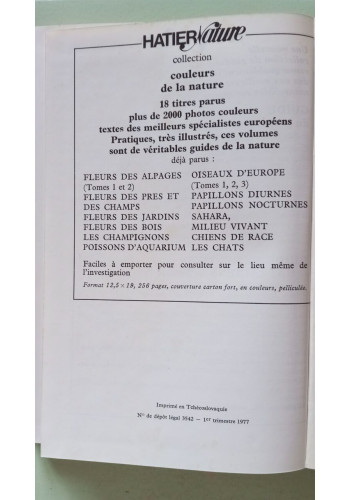 HATIER Nature
collection
couleurs
de la nature
18 titres parus
plus de 2000 photos couleurs
textes des meilleurs spécialistes européens
Pratiques, très illustrés, ces volumes
sont de véritables guides de la nature
déjà parus :
FLEURS DES ALPAGES
(Tomes 1 et 2)
FLEURS DES PRES ET
DES CHAMPS
FLEURS DES JARDINS
FLEURS DES BOIS
LES CHAMPIGNONS
POISSONS D'AQUARIUM
OISEAUX D'EUROPE
(Tomes 1, 2, 3)
PAPILLONS DIURNES
PAPILLONS NOCTURNES
SAHARA,
MILIEU VIVANT
CHIENS DE RACE
LES CHATS
Faciles à emporter pour consulter sur le lieu même de
l'investigation
Format 12,5 × 19, 256 pages, couverture carton fort, en couleurs, pelliculée.
Imprimé en Tchécoslovaquie
N° de dépôt légal 3542 — 1er trimestre 1977